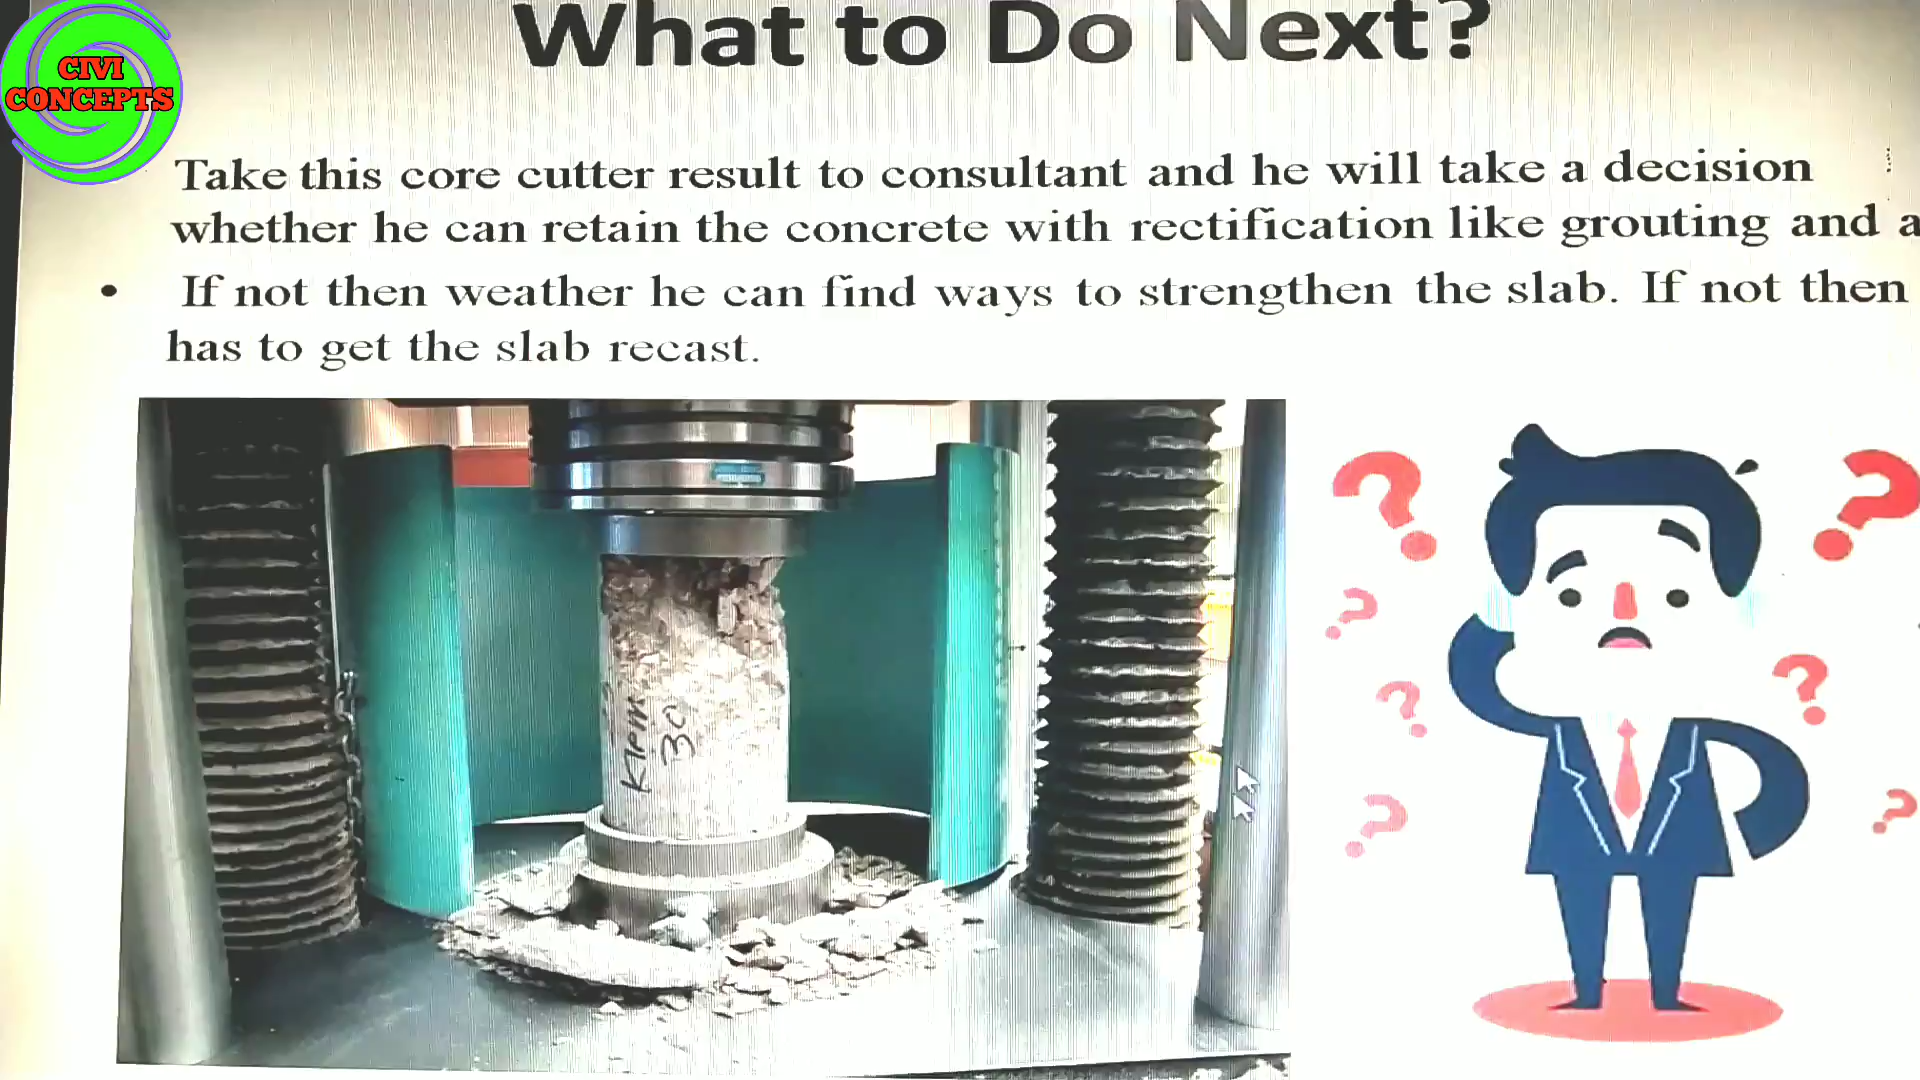 What to Do Next?
CIVI
CONCEPTS
Take this core cutter result to consultant and he will take a decision
whether he can retain the concrete with rectification like grouting and a
• If not then weather he can find ways to strengthen the slab. If not then
has to get the slab recast.
30